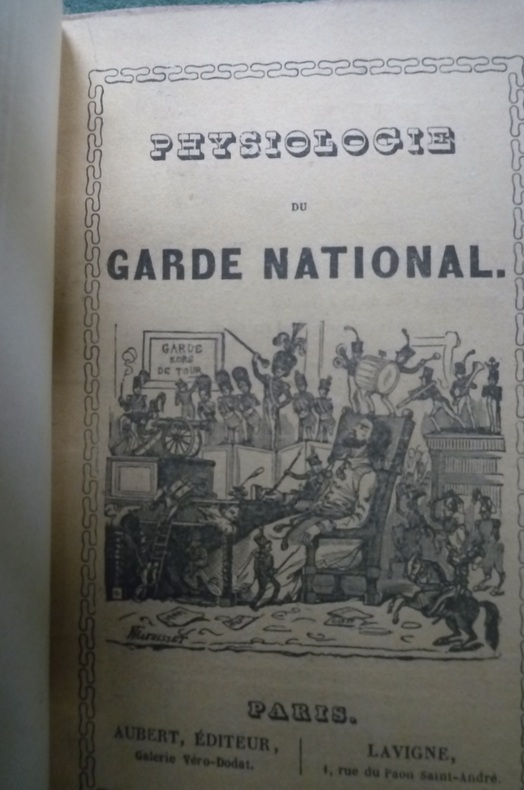 PHYSIOLOGIE
DU
GARDE NATIONAL.
GARDE
HORS
DE TOUR
PARIS.
AUBERT, ÉDITEUR,
Galerie Véro-Dodat.
LAVIGNE,
1, rue du Paon Saint-André.